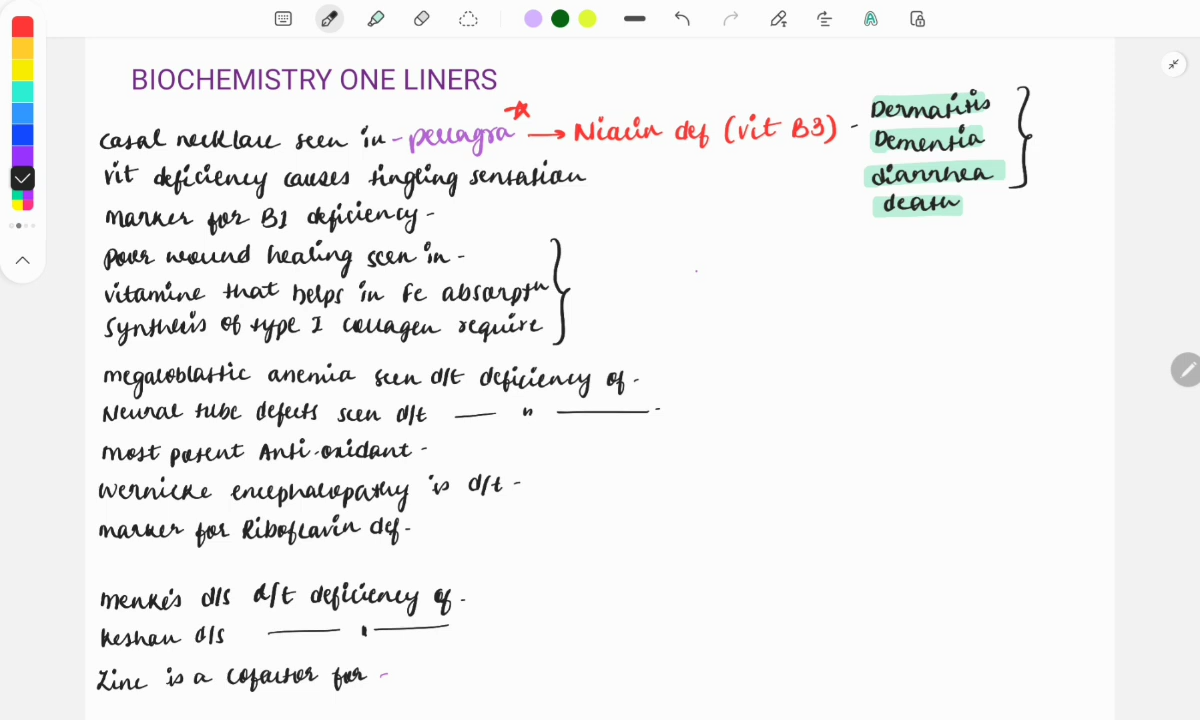 BIOCHEMISTRY ONE LINERS
Casal necklace seen in - pellagra → Niacin def (vit B3) - Dermatitis
Dementia
diarrhea
death
vit deficiency causes tingling sensation
marker for B1 deficiency -
Poor wound healing seen in -
vitamine that helps in Fe absorptn
Synthesis of type I collagen require
megaloblastic anemia seen d/t deficiency of -
Neural tube defects seen d/t — " — -
most potent Anti-oxidant -
wernicke encephalopathy is d/t -
marker for Riboflavin def -
Menke's d/s d/t deficiency of -
Keshan d/s — " —
Zinc is a cofactor for -